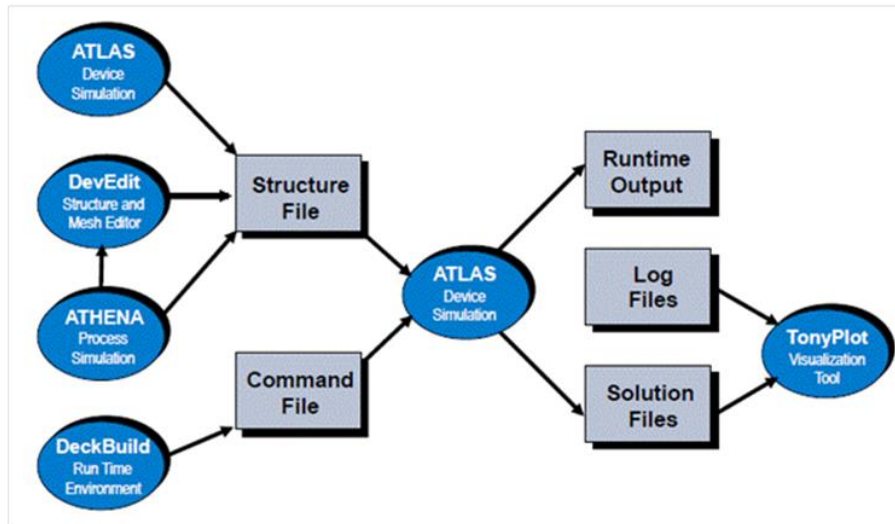 ATLAS
Device
Simulation
DevEdit
Structure and
Mesh Editor
ATHENA
Process
Simulation
DeckBuild
Run Time
Environment
Structure
File
Command
File
ATLAS
Device
Simulation
Runtime
Output
Log
Files
Solution
Files
TonyPlot
Visualization
Tool